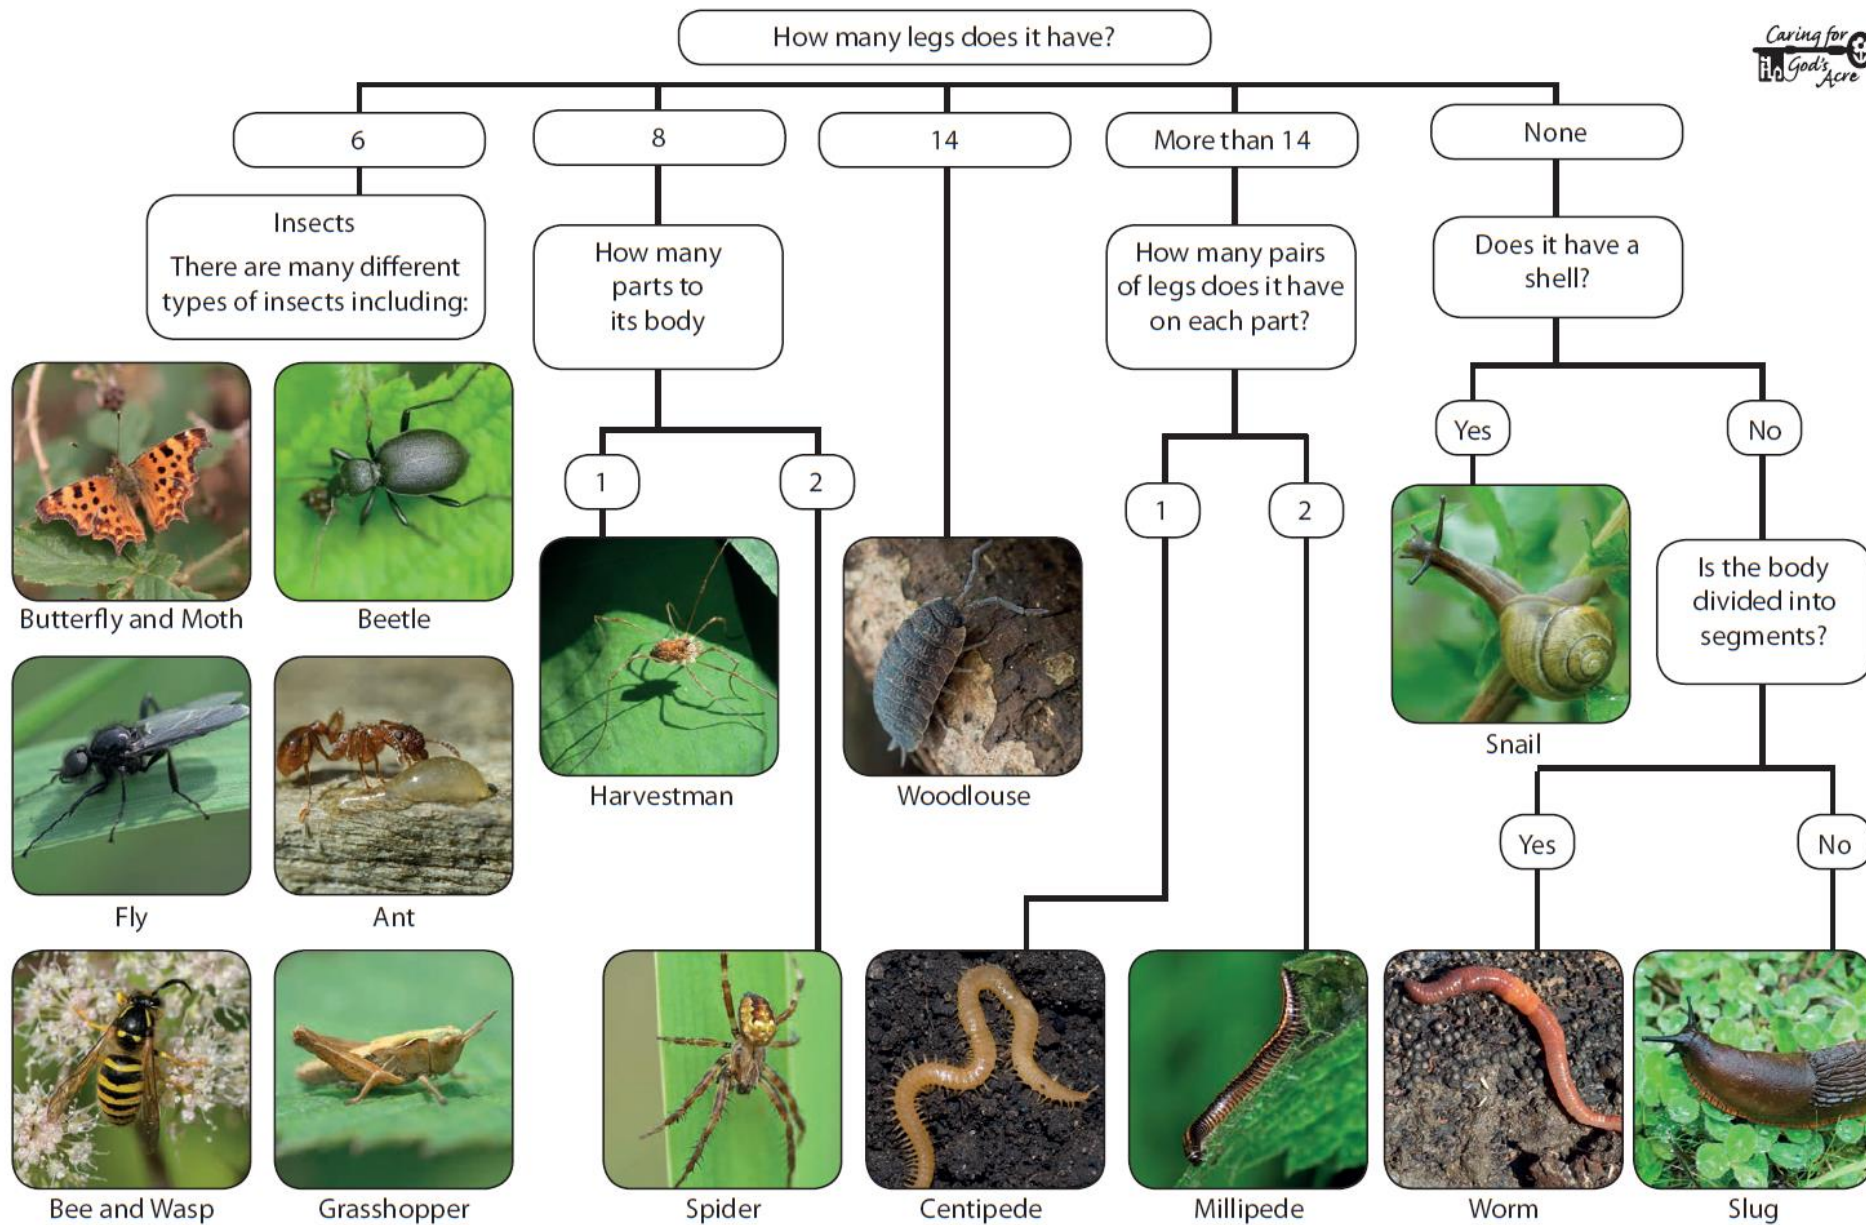 How many legs does it have?
Caring for
God's
Acre
6
8
14
More than 14
None
Insects
There are many different
types of insects including:
How many
parts to
its body
How many pairs
of legs does it have
on each part?
Does it have a
shell?
Yes
No
1
2
1
2
Is the body
divided into
segments?
Butterfly and Moth
Beetle
Snail
Harvestman
Woodlouse
Yes
No
Fly
Ant
Bee and Wasp
Grasshopper
Spider
Centipede
Millipede
Worm
Slug